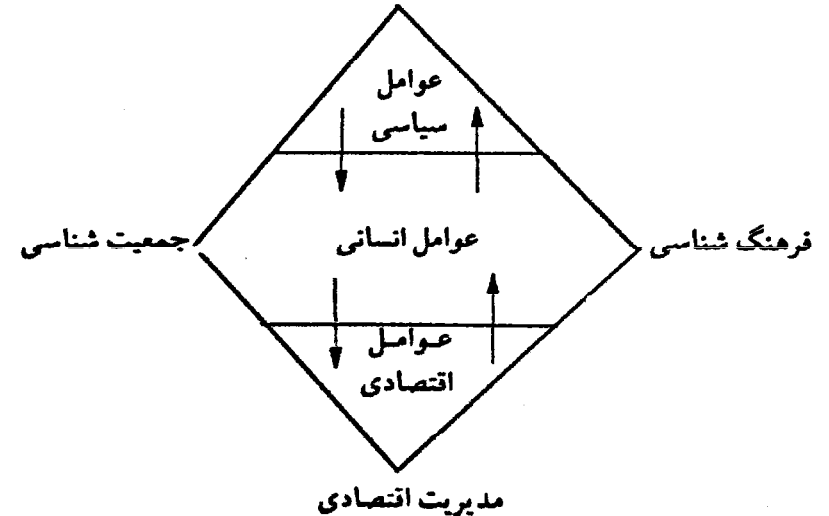 عوامل
سیاسی
فرهنگ شناسی
عوامل انسانی
جمعیت شناسی
عوامل
اقتصادی
مدیریت اقتصادی